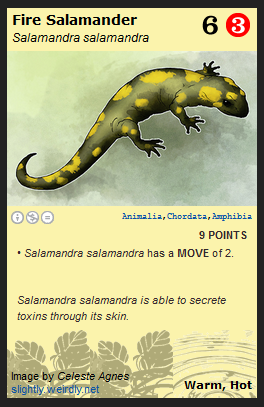 Fire Salamander 6 3
Salamandra salamandra
Animalia,Chordata,Amphibia
9 POINTS
• Salamandra salamandra has a MOVE of 2.
Salamandra salamandra is able to secrete
toxins through its skin.
Image by Celeste Agnes
slightly.weirdly.net
Warm, Hot